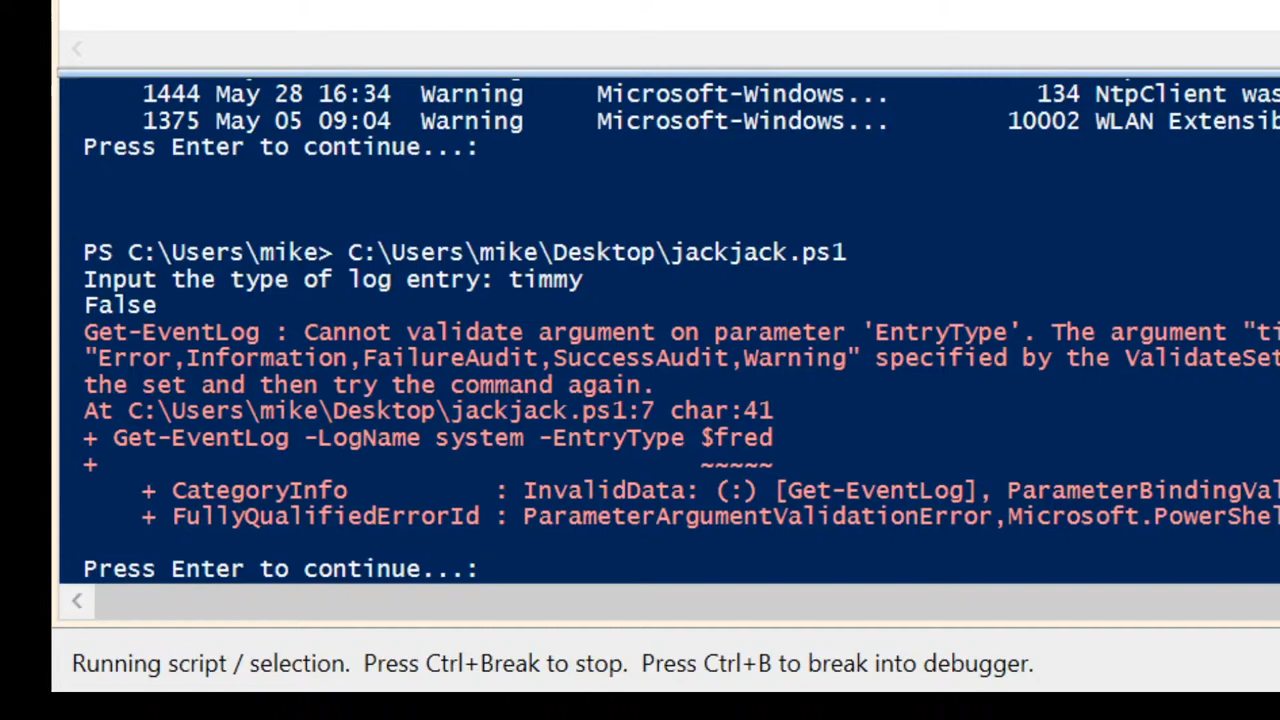 1444 May 28 16:34 Warning Microsoft-Windows... 134 NtpClient was
1375 May 05 09:04 Warning Microsoft-Windows... 10002 WLAN Extensib
Press Enter to continue...:
PS C:\Users\mike> C:\Users\mike\Desktop\jackjack.ps1
Input the type of log entry: timmy
False
Get-EventLog : Cannot validate argument on parameter 'EntryType'. The argument "ti
"Error,Information,FailureAudit,SuccessAudit,Warning" specified by the ValidateSet
the set and then try the command again.
At C:\Users\mike\Desktop\jackjack.ps1:7 char:41
+ Get-EventLog -LogName system -EntryType $fred
+ ~~~~~
+ CategoryInfo : InvalidData: (:) [Get-EventLog], ParameterBindingVal
+ FullyQualifiedErrorId : ParameterArgumentValidationError,Microsoft.PowerShel
Press Enter to continue...:
Running script / selection. Press Ctrl+Break to stop. Press Ctrl+B to break into debugger.